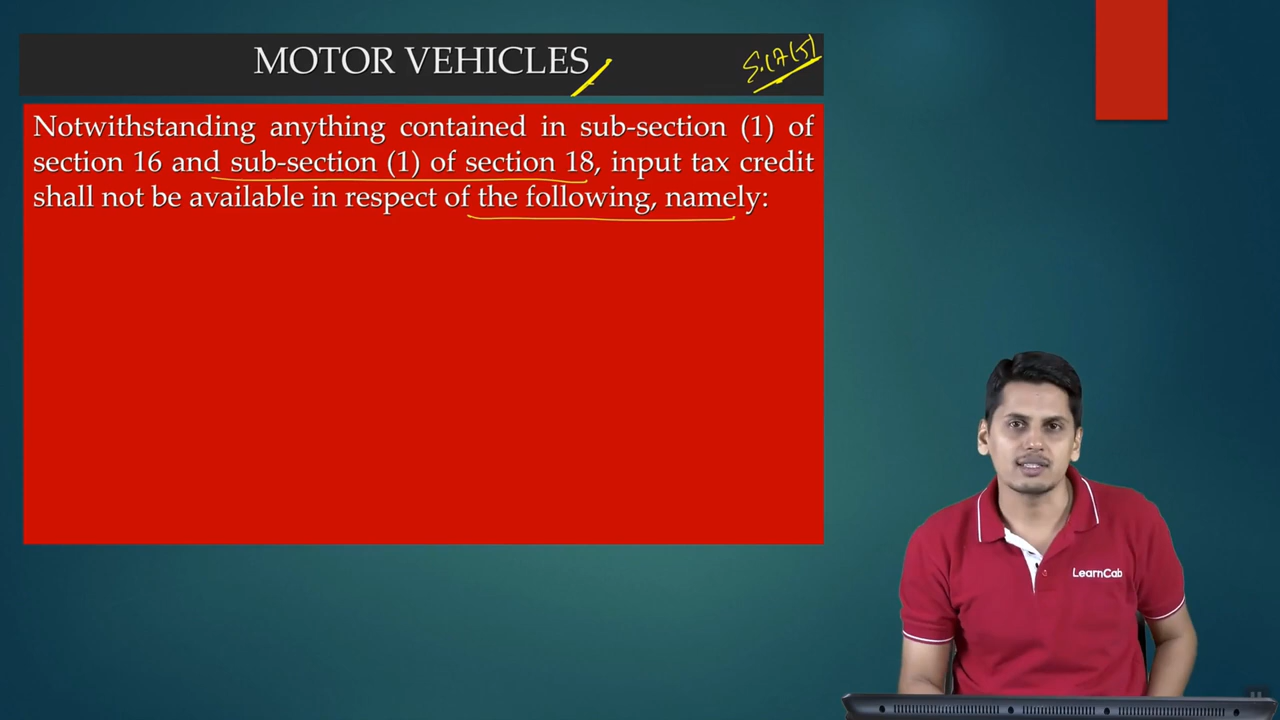 MOTOR VEHICLES
S.17(5)
Notwithstanding anything contained in sub-section (1) of
section 16 and sub-section (1) of section 18, input tax credit
shall not be available in respect of the following, namely:
LearnCab